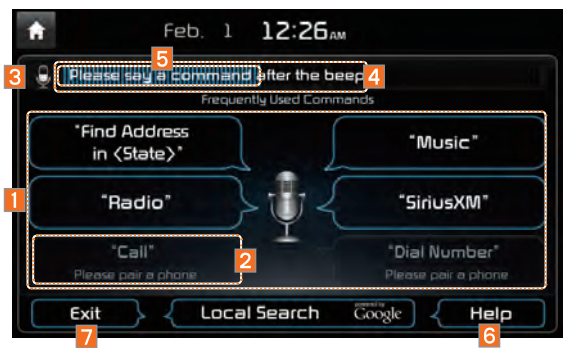 Feb. 1 12:26 AM
5
3 Please say a command after the beep 4
Frequently Used Commands
"Find Address
in <State>"
"Music"
1 "Radio"
"SiriusXM"
"Call" 2
Please pair a phone
"Dial Number"
Please pair a phone
Exit
Local Search powered by Google
Help
7
6